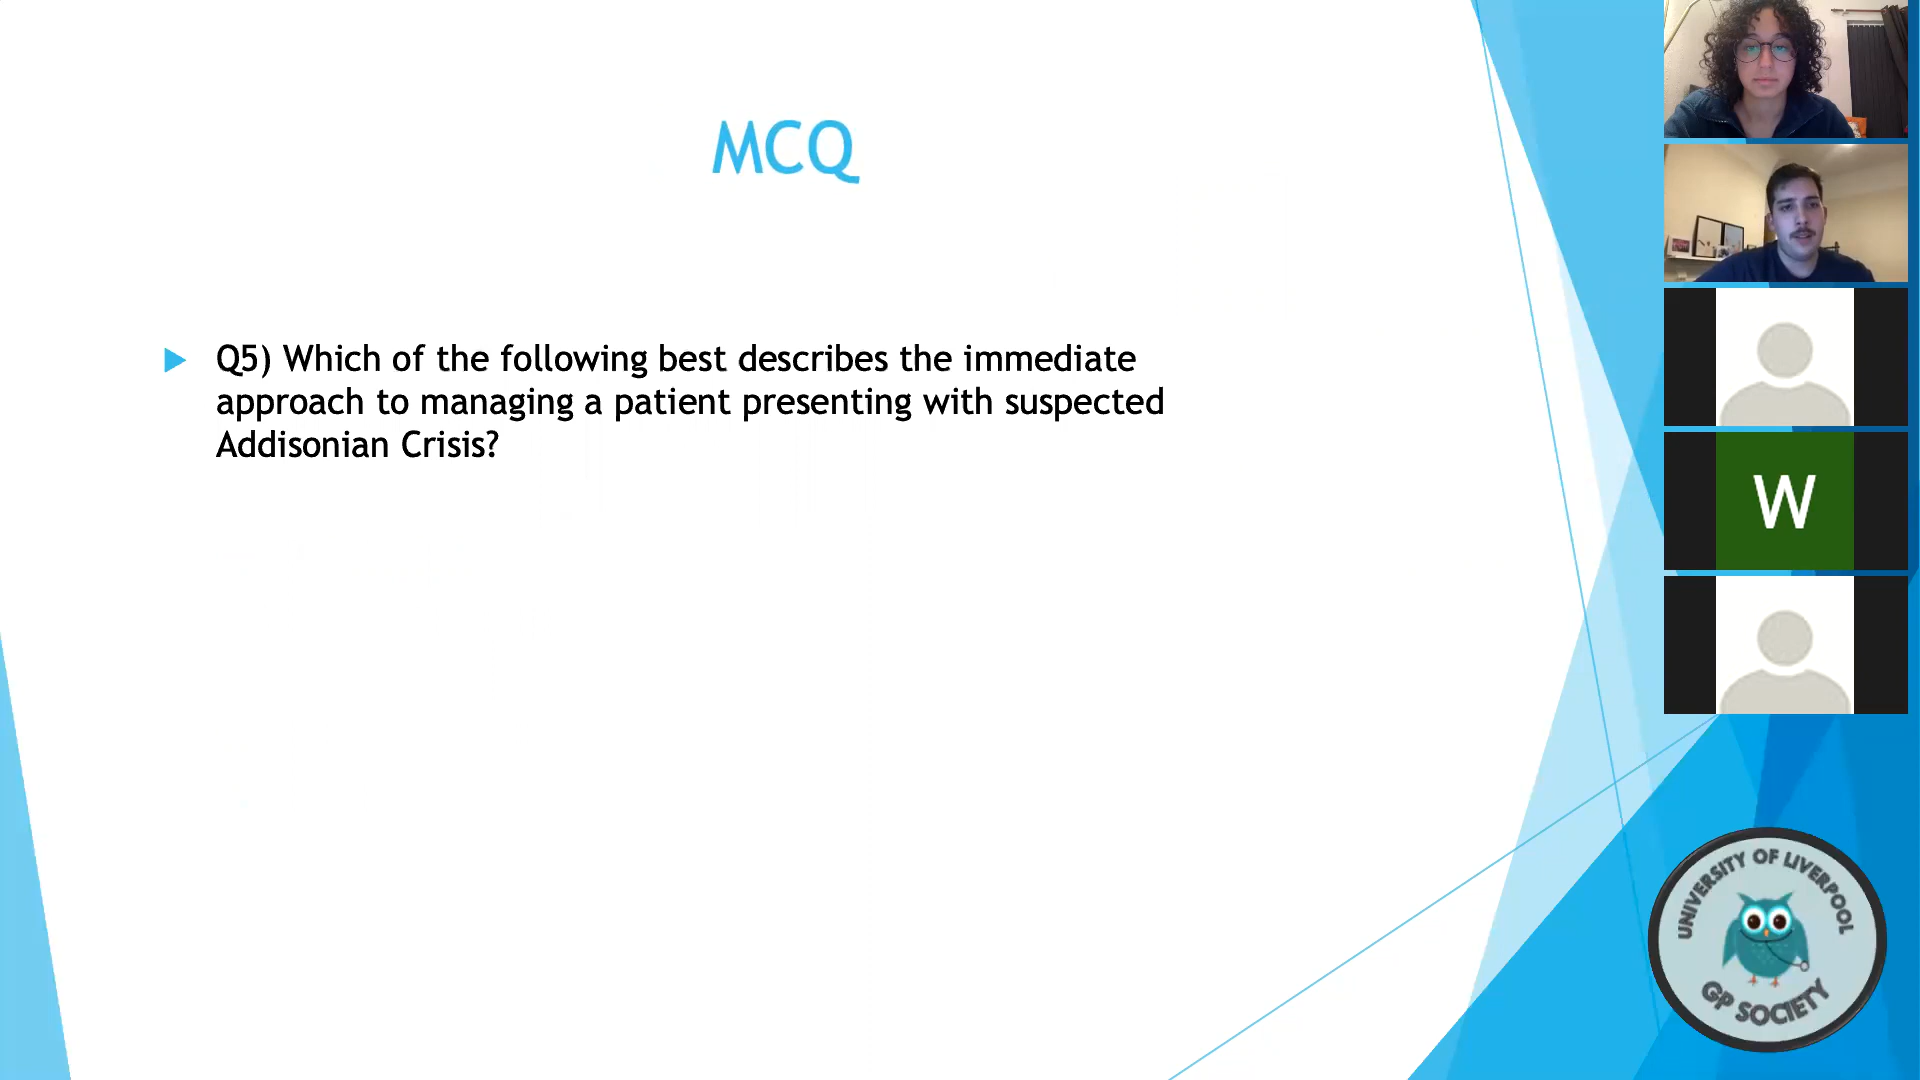 MCQ
Q5) Which of the following best describes the immediate
approach to managing a patient presenting with suspected
Addisonian Crisis?
W
UNIVERSITY OF LIVERPOOL
GP SOCIETY